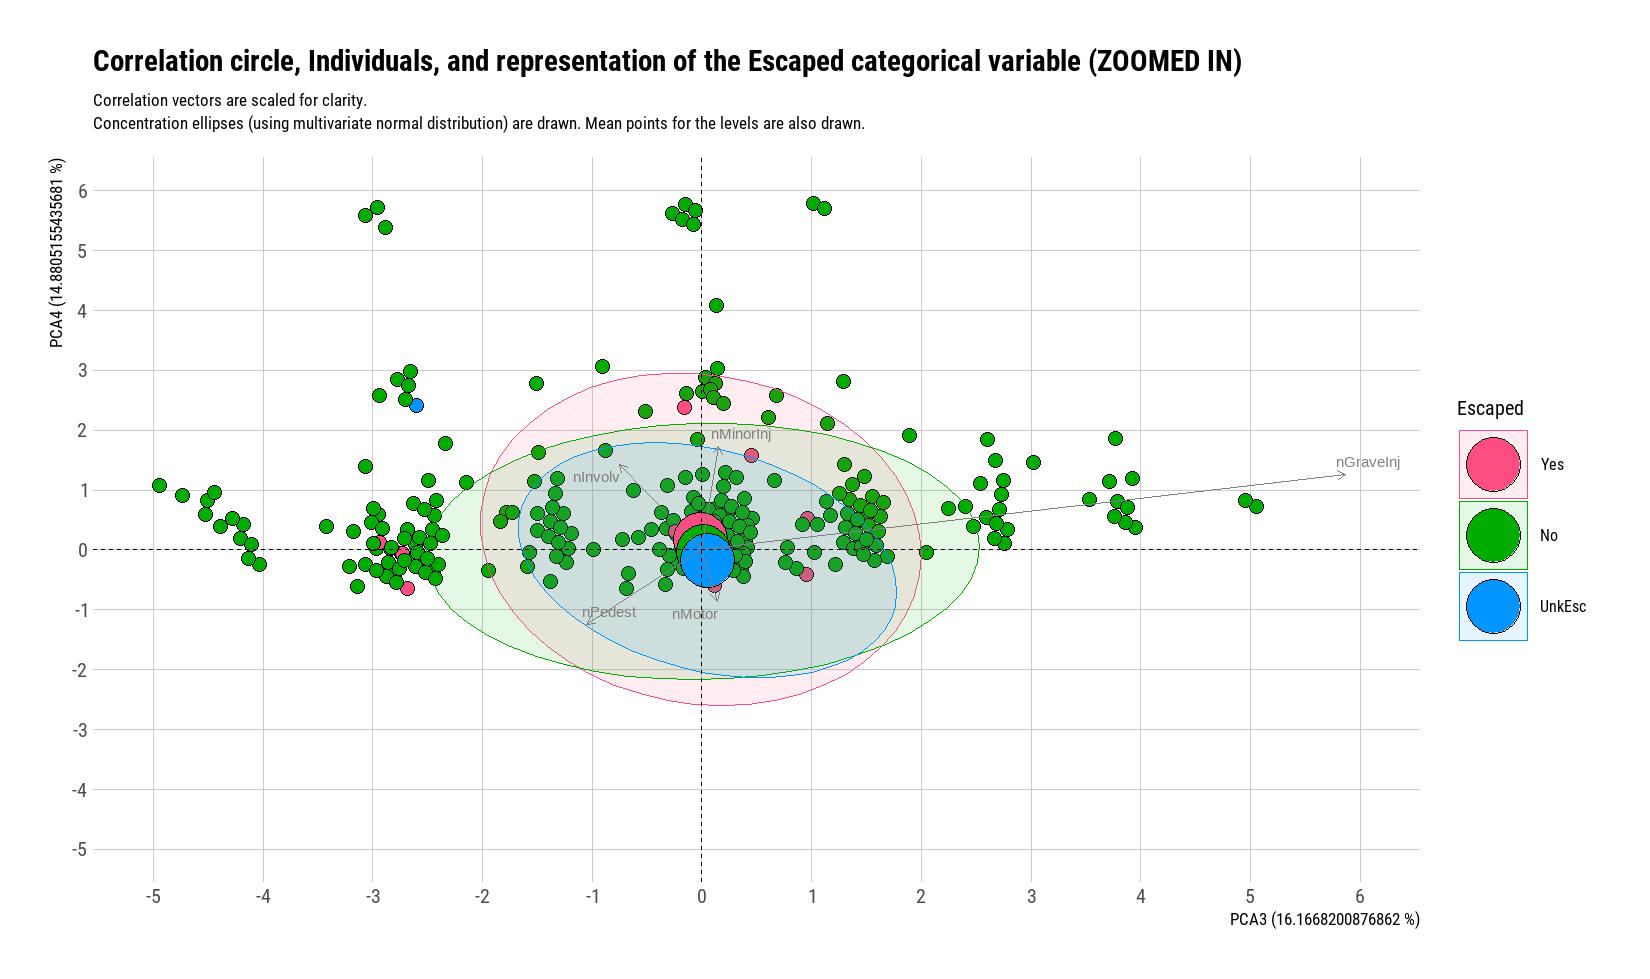 Correlation circle, Individuals, and representation of the Escaped categorical variable (ZOOMED IN)
Correlation vectors are scaled for clarity.
Concentration ellipses (using multivariate normal distribution) are drawn. Mean points for the levels are also drawn.
PCA4 (14.8805155435681 %)
6
5
4
3
2
1
0
-1
-2
-3
-4
-5
nMinorInj
nGraveInj
nInvolv
nPedest
nMotor
-5 -4 -3 -2 -1 0 1 2 3 4 5 6
PCA3 (16.1668200876862 %)
Escaped
Yes
No
UnkEsc